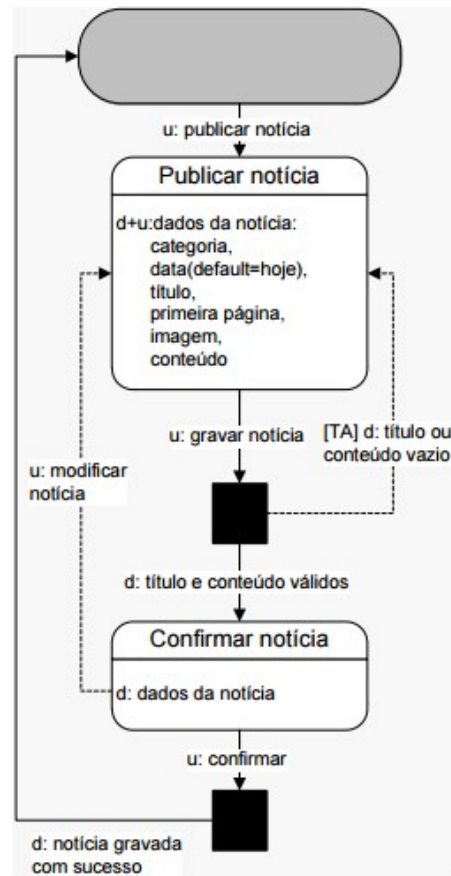 u: publicar notícia
Publicar notícia
d+u:dados da notícia:
categoria,
data(default=hoje),
título,
primeira página,
imagem,
conteúdo
u: gravar notícia
[TA] d: título ou
conteúdo vazio
u: modificar
notícia
d: título e conteúdo válidos
Confirmar notícia
d: dados da notícia
u: confirmar
d: notícia gravada
com sucesso